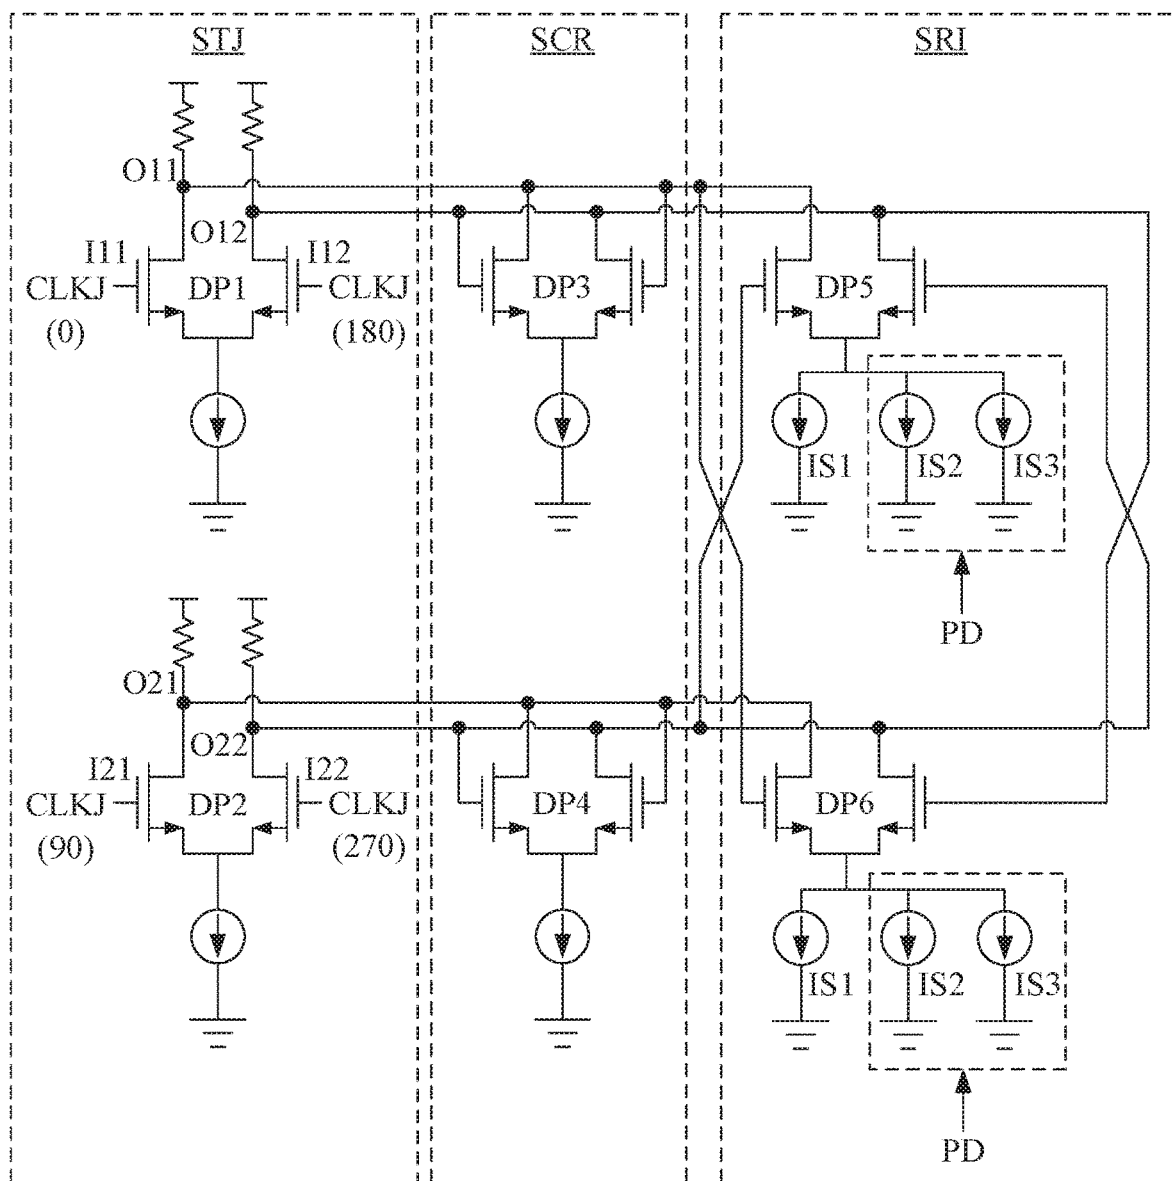 STJ
SCR
SRI
O11
O12
I11
I12
CLKJ
(0)
DP1
CLKJ
(180)
DP3
DP5
IS1
IS2
IS3
PD
O21
O22
I21
I22
CLKJ
(90)
DP2
CLKJ
(270)
DP4
DP6
IS1
IS2
IS3
PD